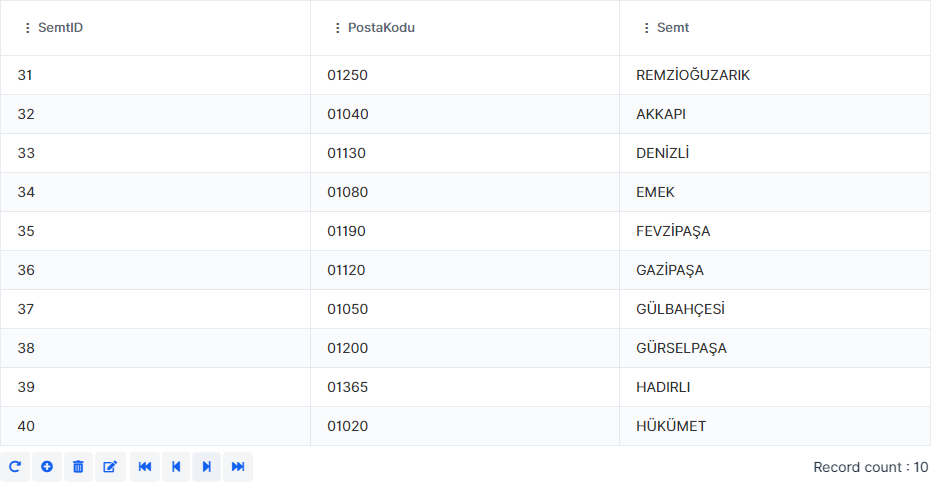 SemtID PostaKodu Semt
31 01250 REMZİOĞUZARIK
32 01040 AKKAPI
33 01130 DENİZLİ
34 01080 EMEK
35 01190 FEVZİPAŞA
36 01120 GAZİPAŞA
37 01050 GÜLBAHÇESİ
38 01200 GÜRSELPAŞA
39 01365 HADIRLI
40 01020 HÜKÜMET
Record count : 10